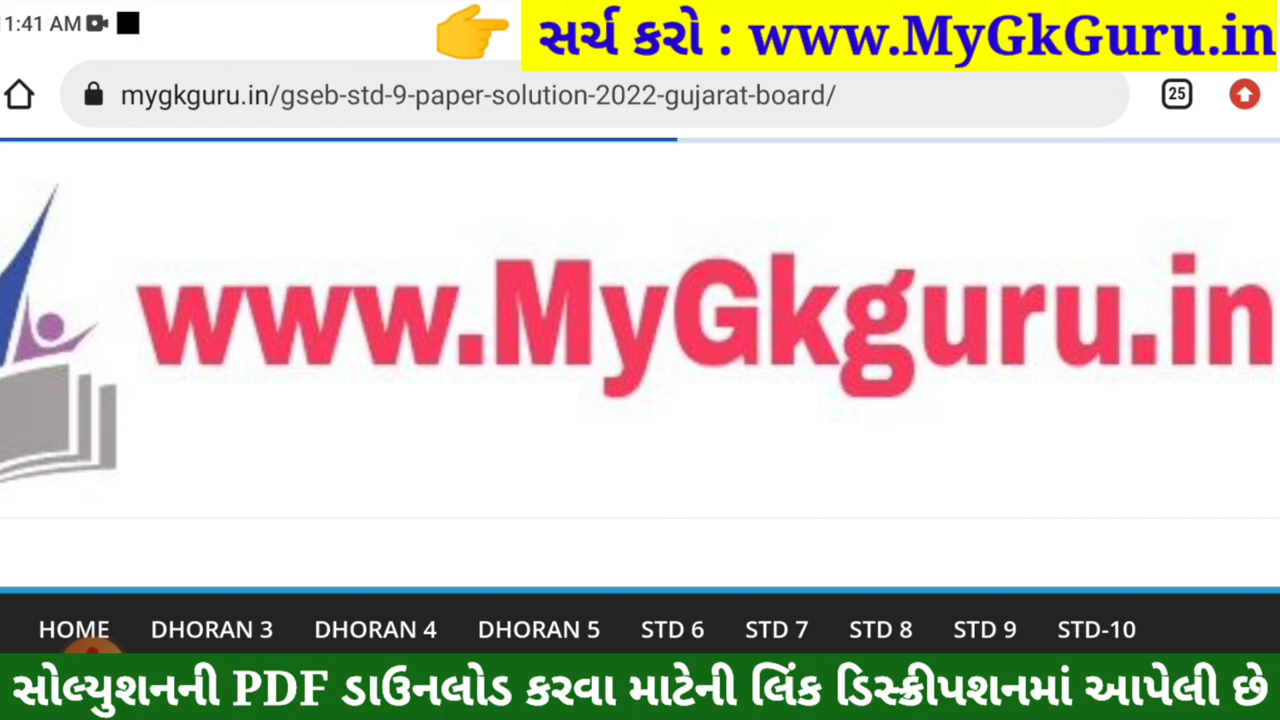 1:41 AM
સર્ચ કરો : www.MyGkGuru.in
mygkguru.in/gseb-std-9-paper-solution-2022-gujarat-board/
25
www.MyGkguru.in
HOME DHORAN 3 DHORAN 4 DHORAN 5 STD 6 STD 7 STD 8 STD 9 STD-10
સોલ્યુશનની PDF ડાઉનલોડ કરવા માટેની લિંક ડિસ્ક્રીપશનમાં આપેલી છે